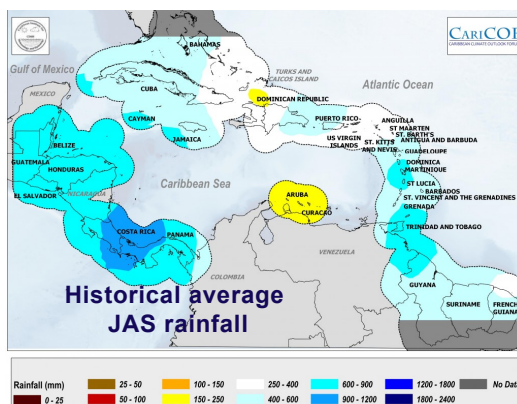 CARICOF
CARIBBEAN CLIMATE OUTLOOK FORUM
BAHAMAS
Gulf of Mexico
TURKS AND
CAICOS ISLAND
Atlantic Ocean
MEXICO
CUBA
DOMINICAN REPUBLIC
CAYMAN
PUERTO RICO
ANGUILLA
ST MAARTEN
ST. BARTH'S
JAMAICA
US VIRGIN
ISLANDS
ST. KITTS
AND NEVIS
ANTIGUA AND BARBUDA
BELIZE
GUADELOUPE
GUATEMALA
DOMINICA
HONDURAS
MARTINIQUE
Caribbean Sea
ST LUCIA
EL SALVADOR
NICARAGUA
ARUBA
BARBADOS
ST. VINCENT AND THE GRENADINES
CURACAO
GRENADA
COSTA RICA
PANAMA
TRINIDAD AND TOBAGO
VENEZUELA
COLOMBIA
GUYANA
Historical average
JAS rainfall
SURINAME
FRENCH
GUIANA
Rainfall (mm)
25 - 50
100 - 150
250 - 400
600 - 900
1200 - 1800
No Dat
0 - 25
50 - 100
150 - 250
400 - 600
900 - 1200
1800 - 2400